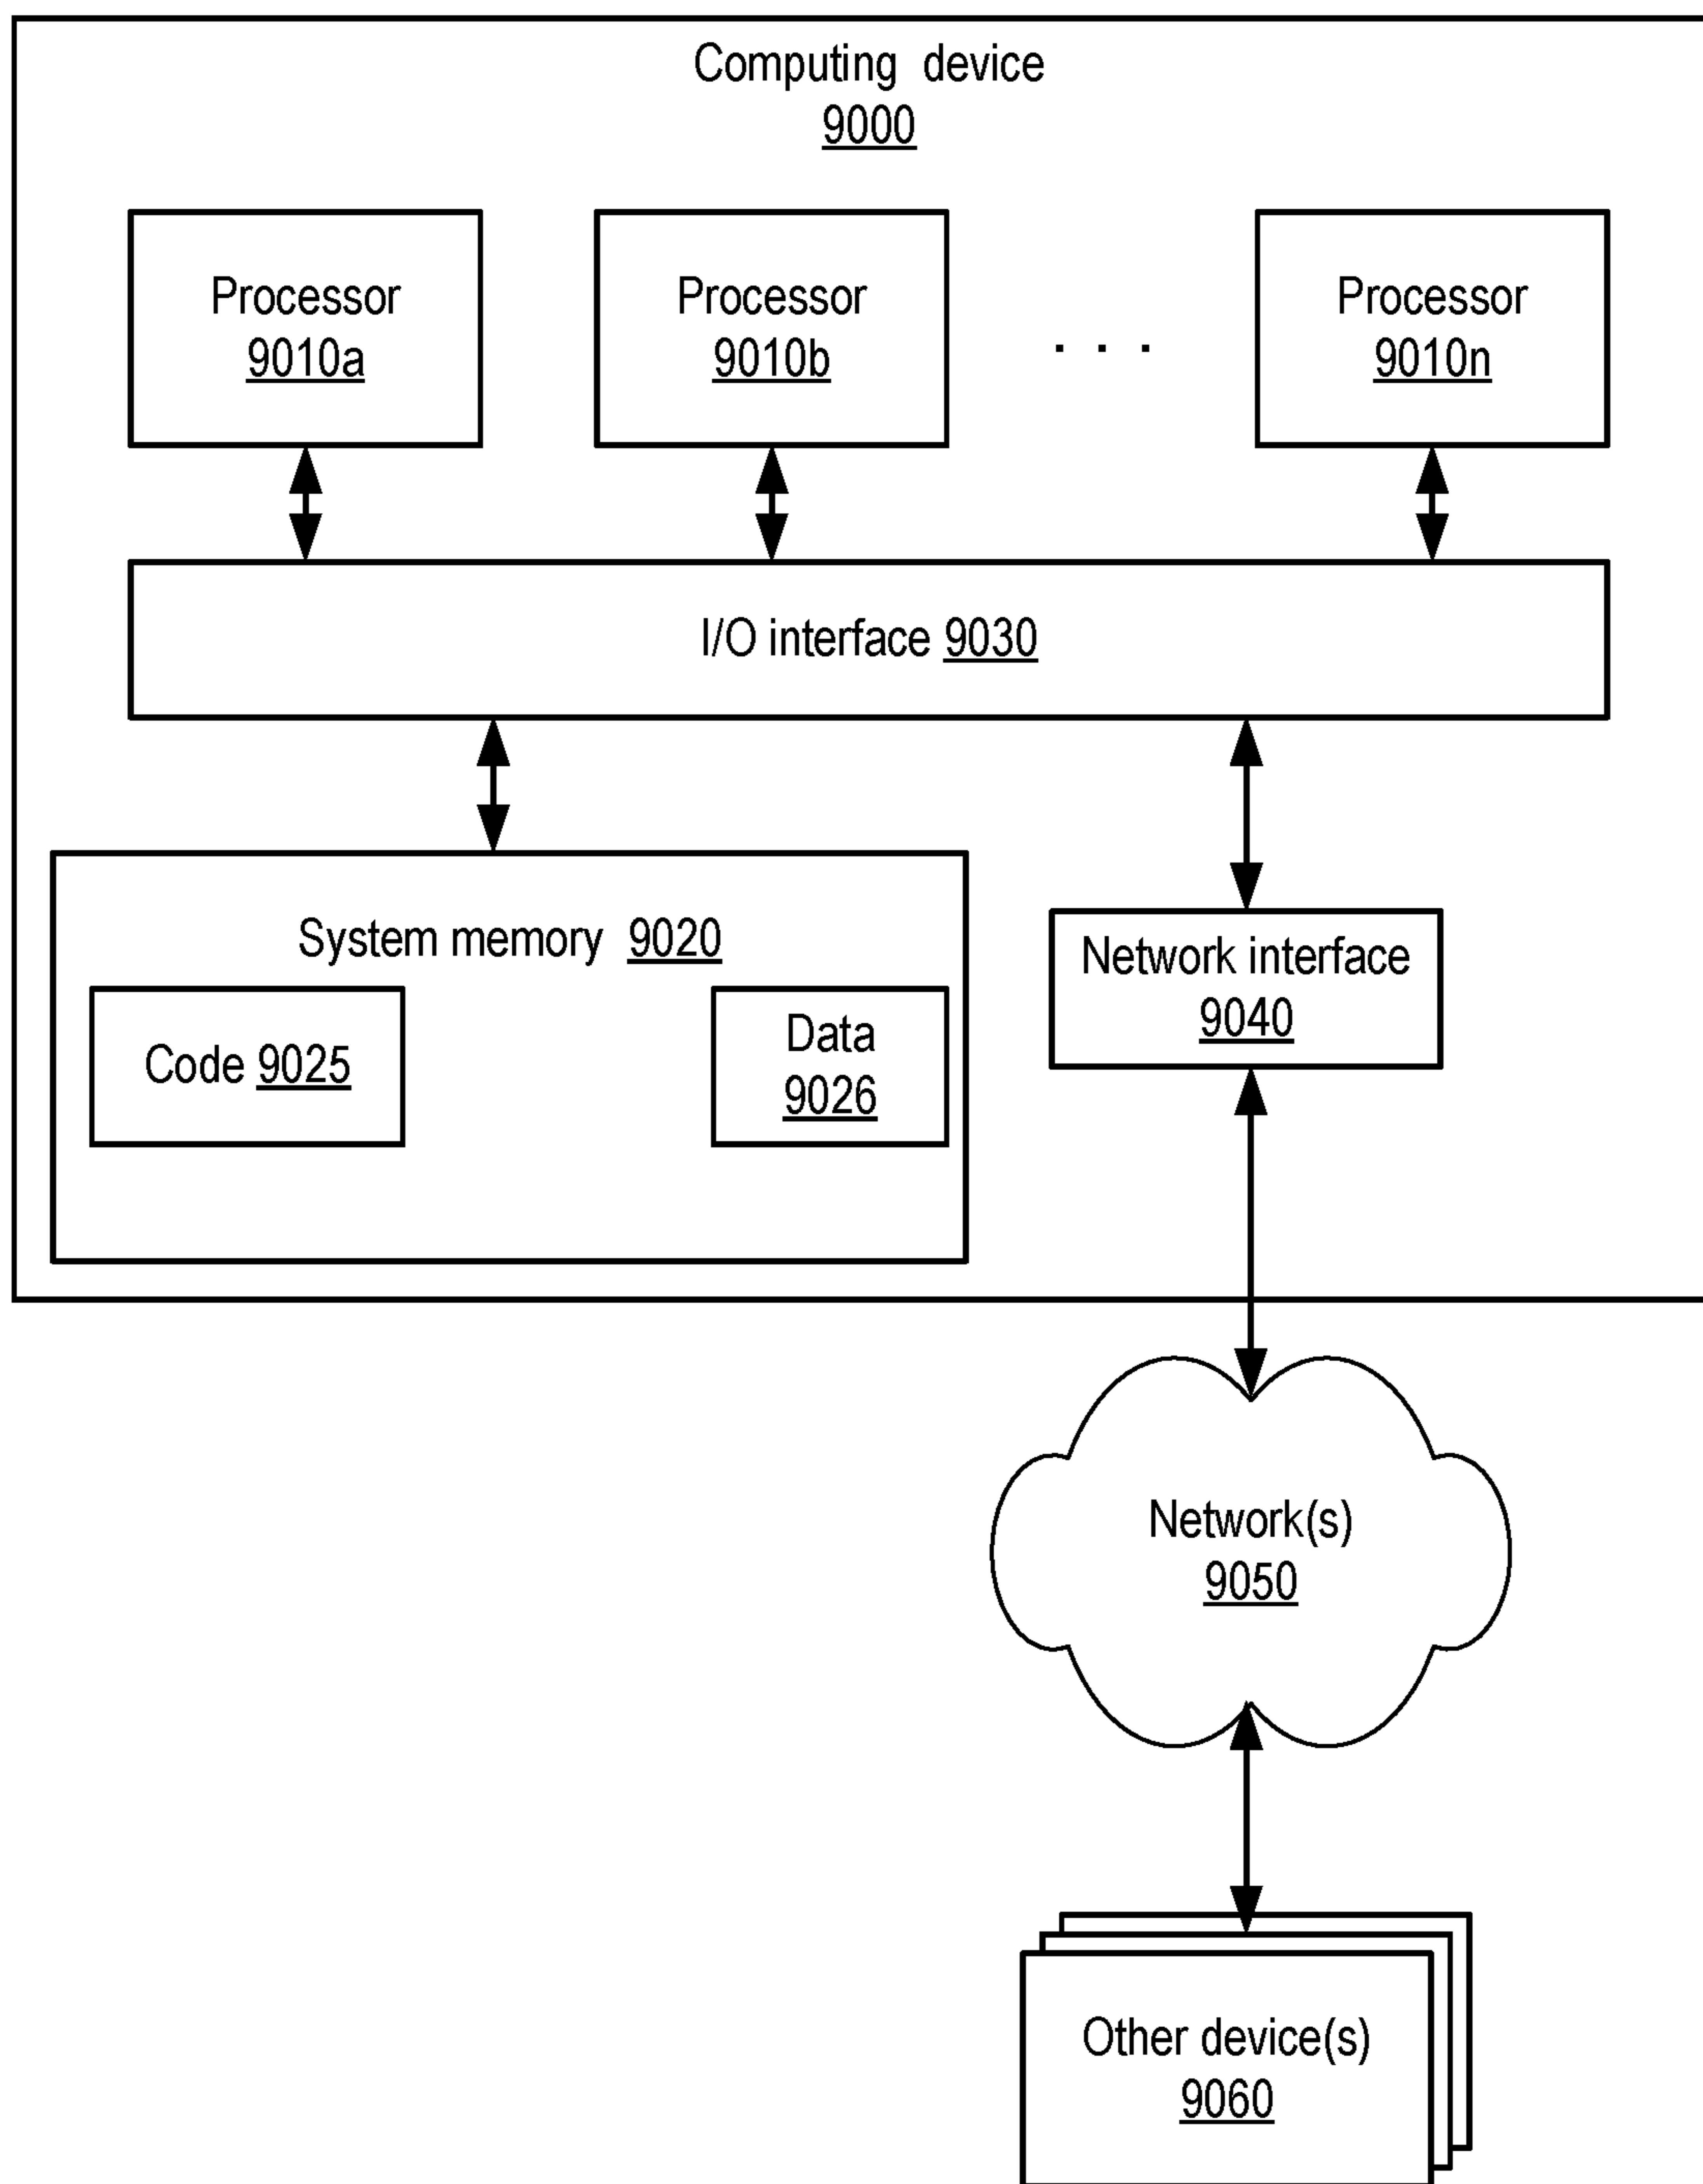 Computing device
9000
Processor
9010a
Processor
9010b
. . .
Processor
9010n
I/O interface 9030
System memory 9020
Code 9025
Data
9026
Network interface
9040
Network(s)
9050
Other device(s)
9060